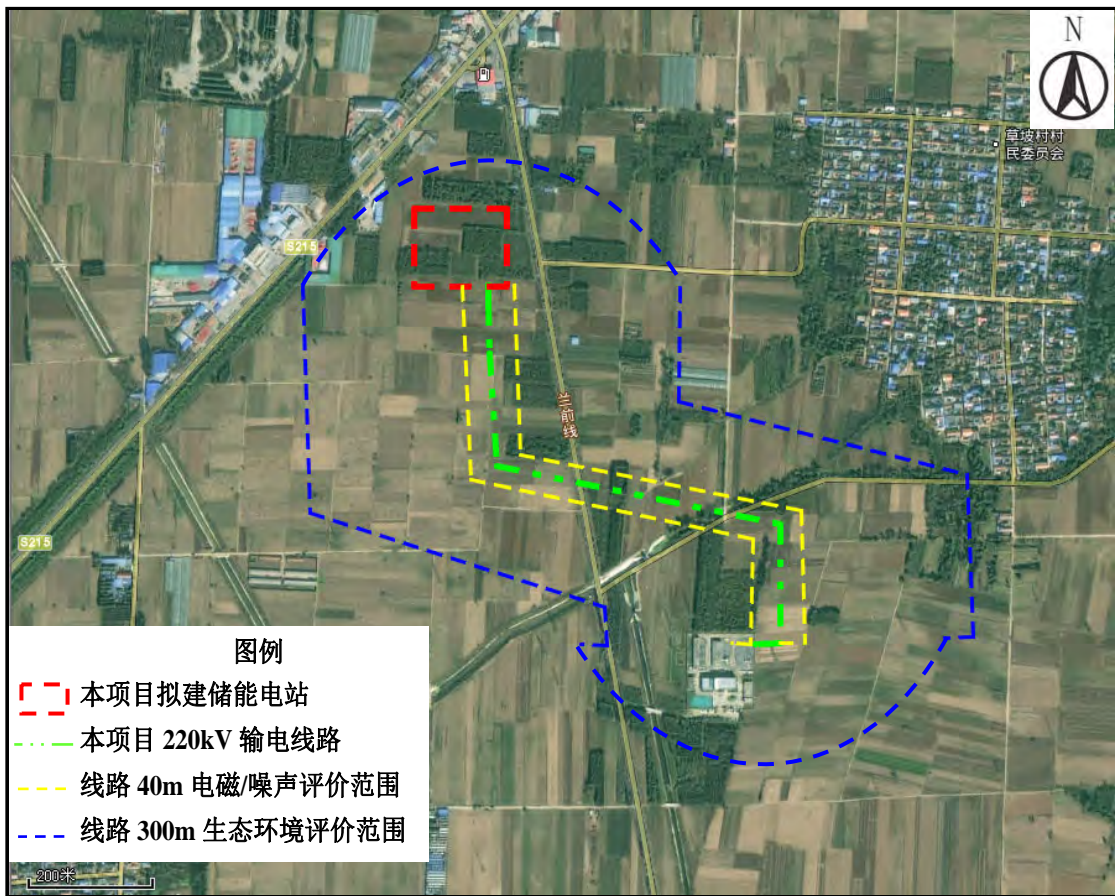 N
草坡村村
民委员会
S215
兰前线
S215
图例
本项目拟建储能电站
本项目 220kV 输电线路
线路 40m 电磁/噪声评价范围
线路 300m 生态环境评价范围
200米